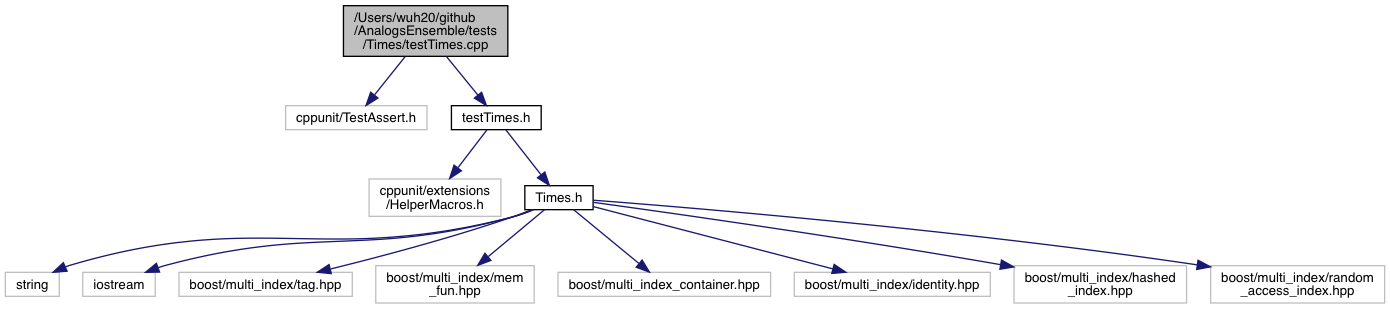 /Users/wuh20/github
/AnalogsEnsemble/tests
/Times/testTimes.cpp
cppunit/TestAssert.h
testTimes.h
cppunit/extensions
/HelperMacros.h
Times.h
string
iostream
boost/multi_index/tag.hpp
boost/multi_index/mem
_fun.hpp
boost/multi_index_container.hpp
boost/multi_index/identity.hpp
boost/multi_index/hashed
_index.hpp
boost/multi_index/random
_access_index.hpp